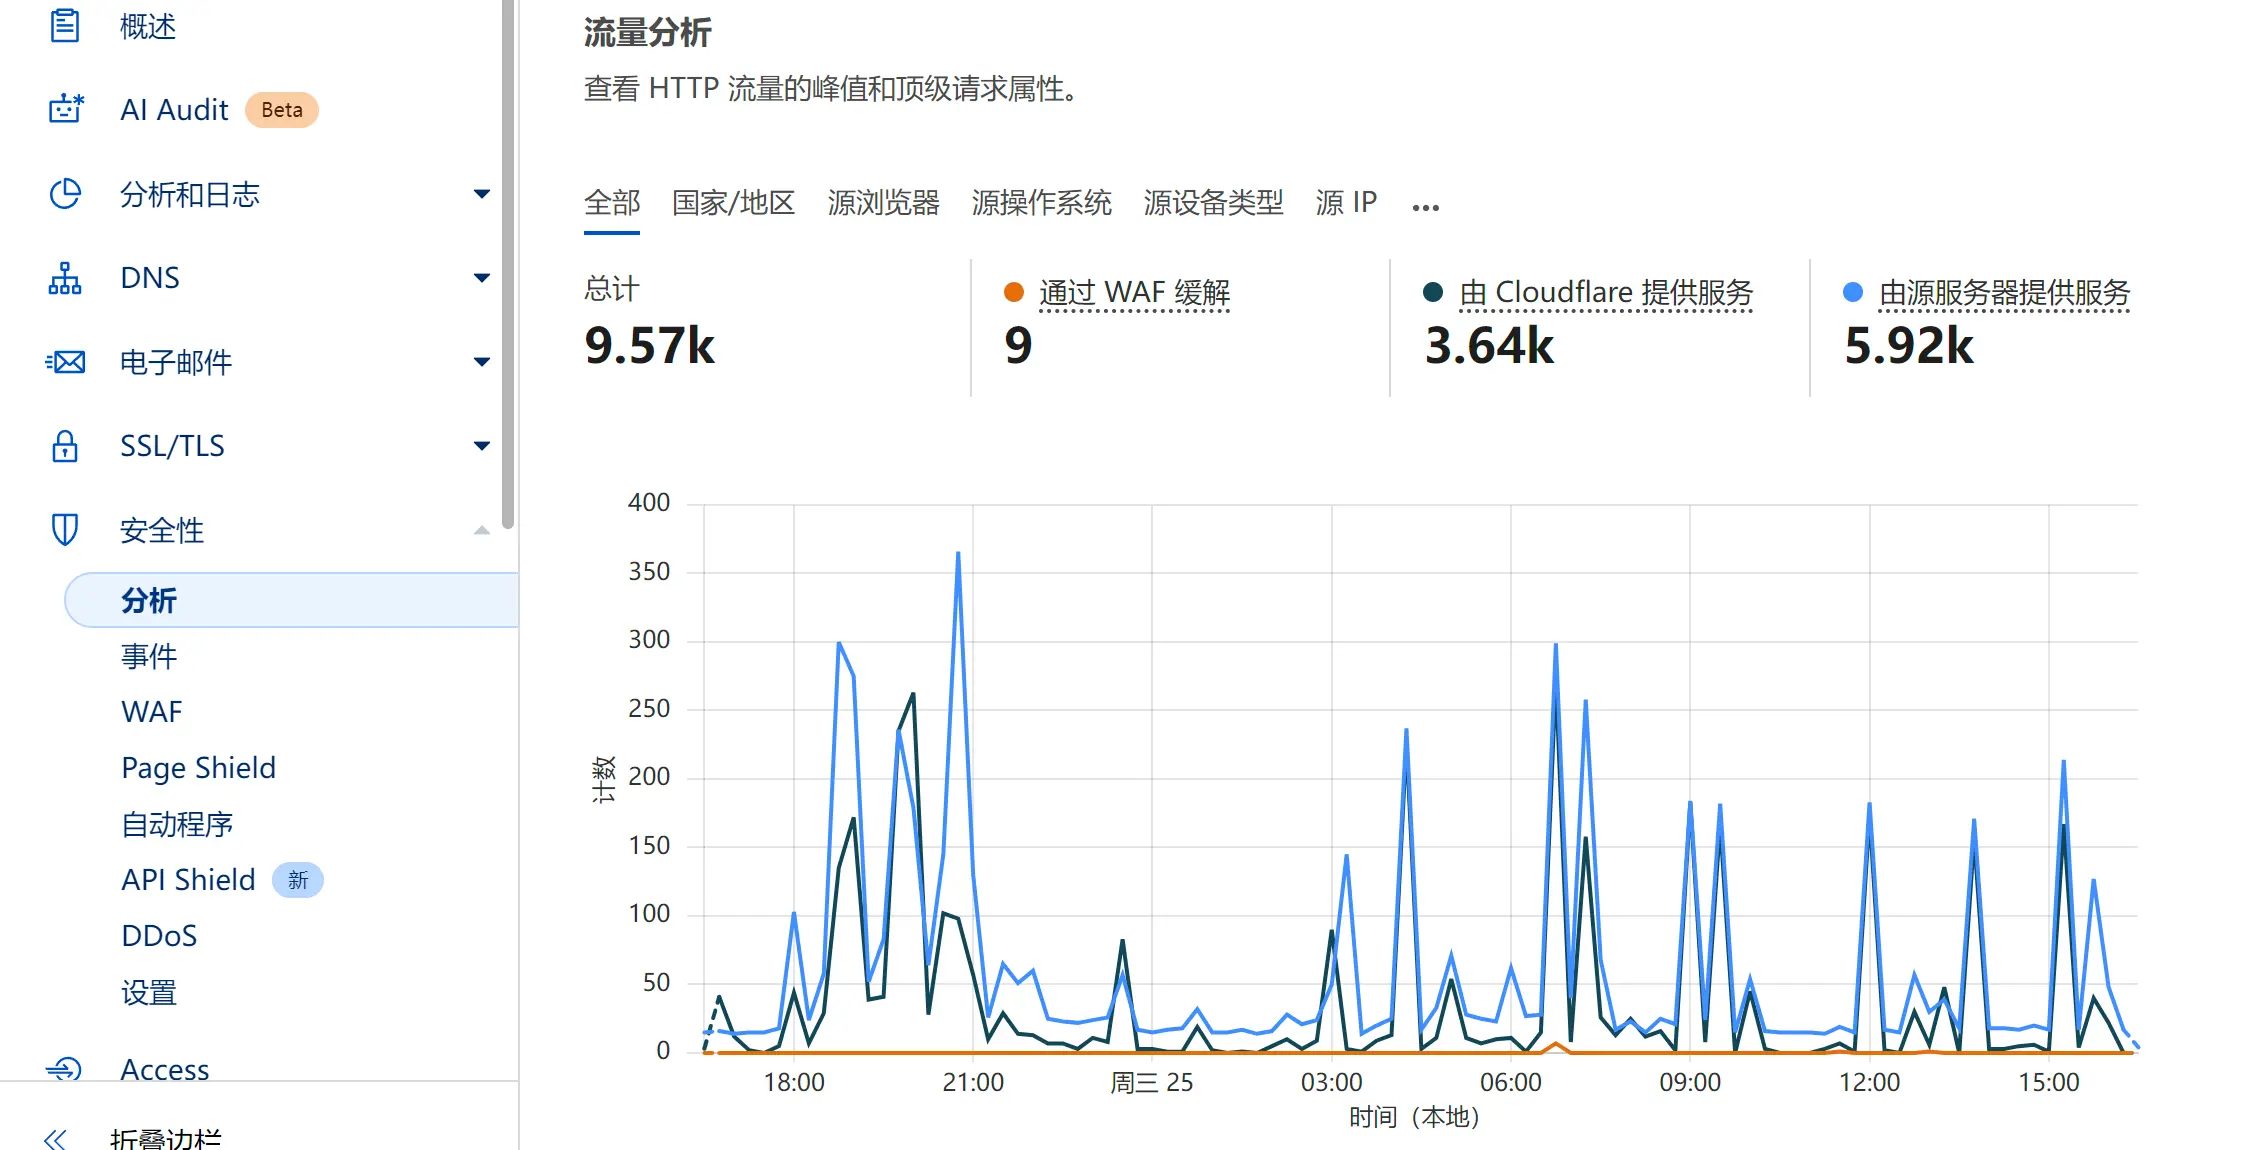 概述
AI Audit Beta
分析和日志
DNS
电子邮件
SSL/TLS
安全性
分析
事件
WAF
Page Shield
自动程序
API Shield 新
DDoS
设置
Access
折叠边栏
流量分析
查看 HTTP 流量的峰值和顶级请求属性。
全部 国家/地区 源浏览器 源操作系统 源设备类型 源 IP ...
总计
9.57k
通过 WAF 缓解
9
由 Cloudflare 提供服务
3.64k
由源服务器提供服务
5.92k
400
350
300
250
200
150
100
50
0
计数
18:00 21:00 周三 25 03:00 06:00 09:00 12:00 15:00
时间（本地）